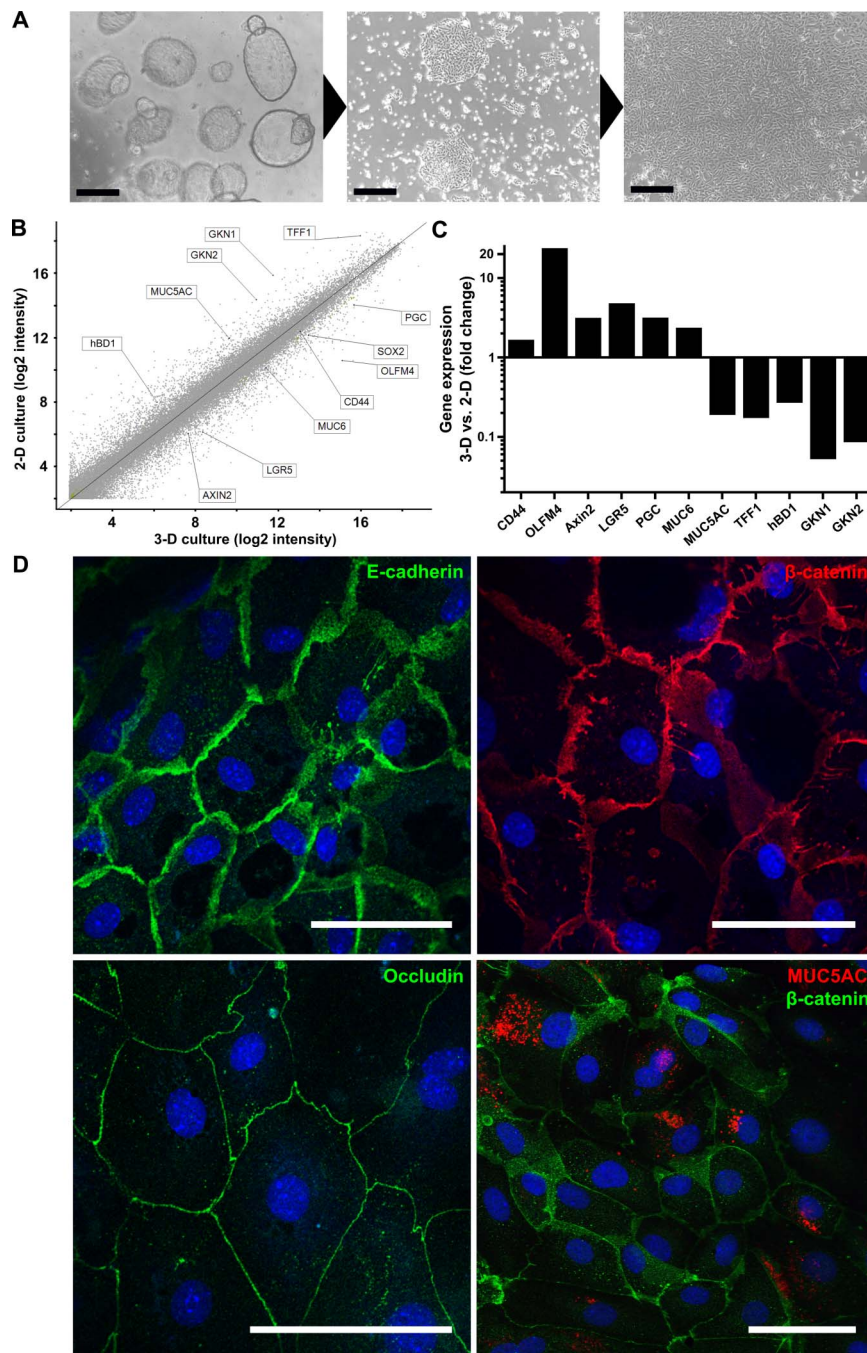 A
B
GKN1
TFF1
GKN2
MUC5AC
PGC
hBD1
SOX2
OLFM4
CD44
MUC6
LGR5
AXIN2
2-D culture (log2 intensity)
16
12
8
4
4 8 12 16
3-D culture (log2 intensity)
C
Gene expression
3-D vs. 2-D (fold change)
20
10
1
0.1
CD44 OLFM4 Axin2 LGR5 PGC MUC6 MUC5AC TFF1 hBD1 GKN1 GKN2
D
E-cadherin
β-catenin
Occludin
MUC5AC
β-catenin